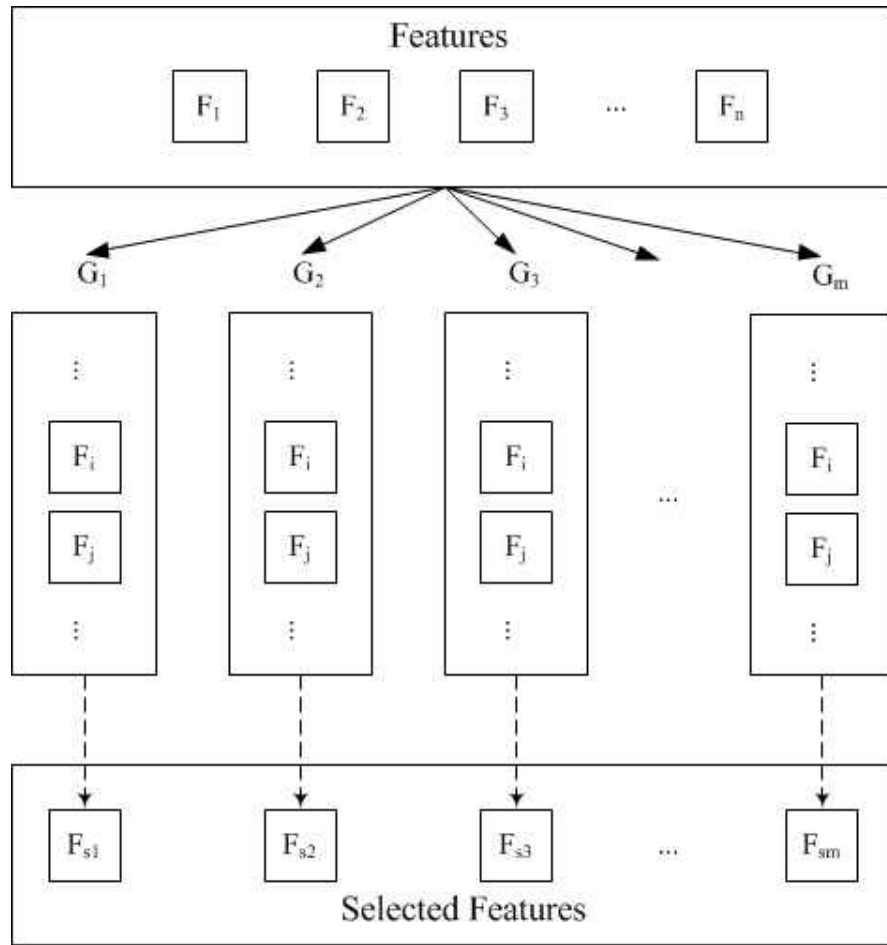 Features
F1 F2 F3 ... Fn
G1 G2 G3 Gm
... ... ... ...
Fi Fi Fi Fi
...
Fj Fj Fj Fj
... ... ... ...
Fs1 Fs2 Fs3 ... Fsm
Selected Features